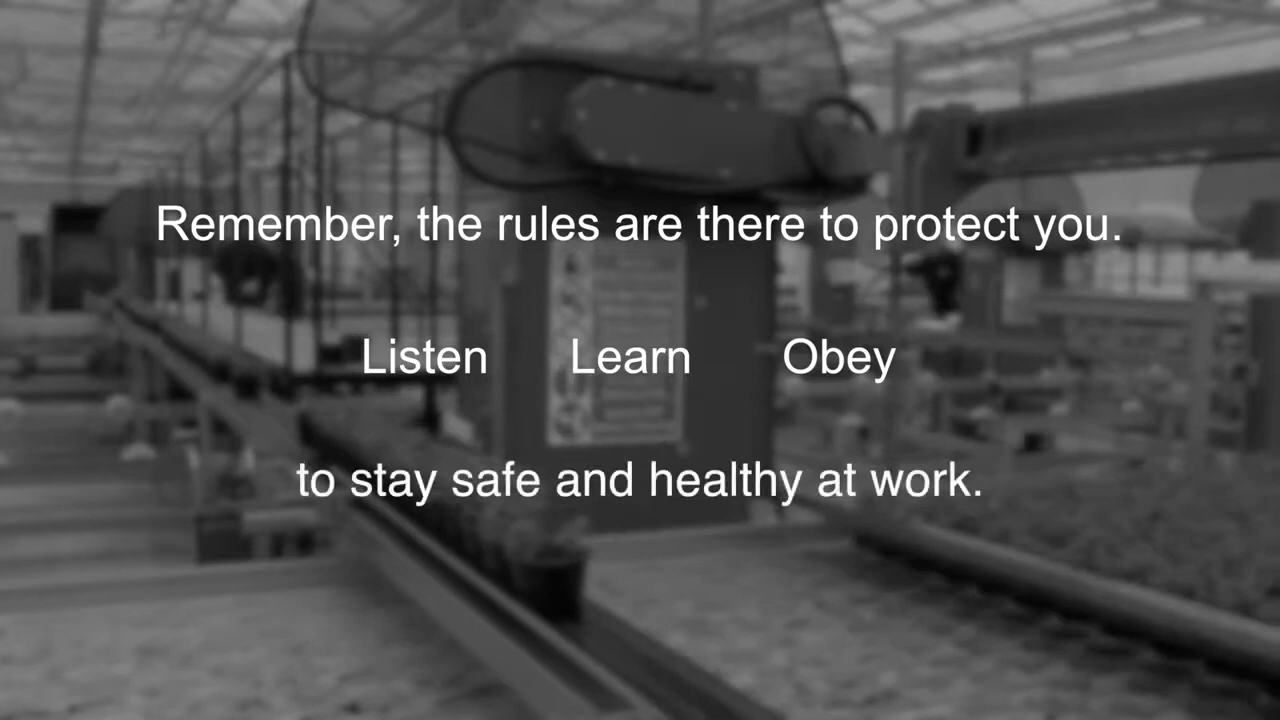 Remember, the rules are there to protect you.
Listen Learn Obey
to stay safe and healthy at work.